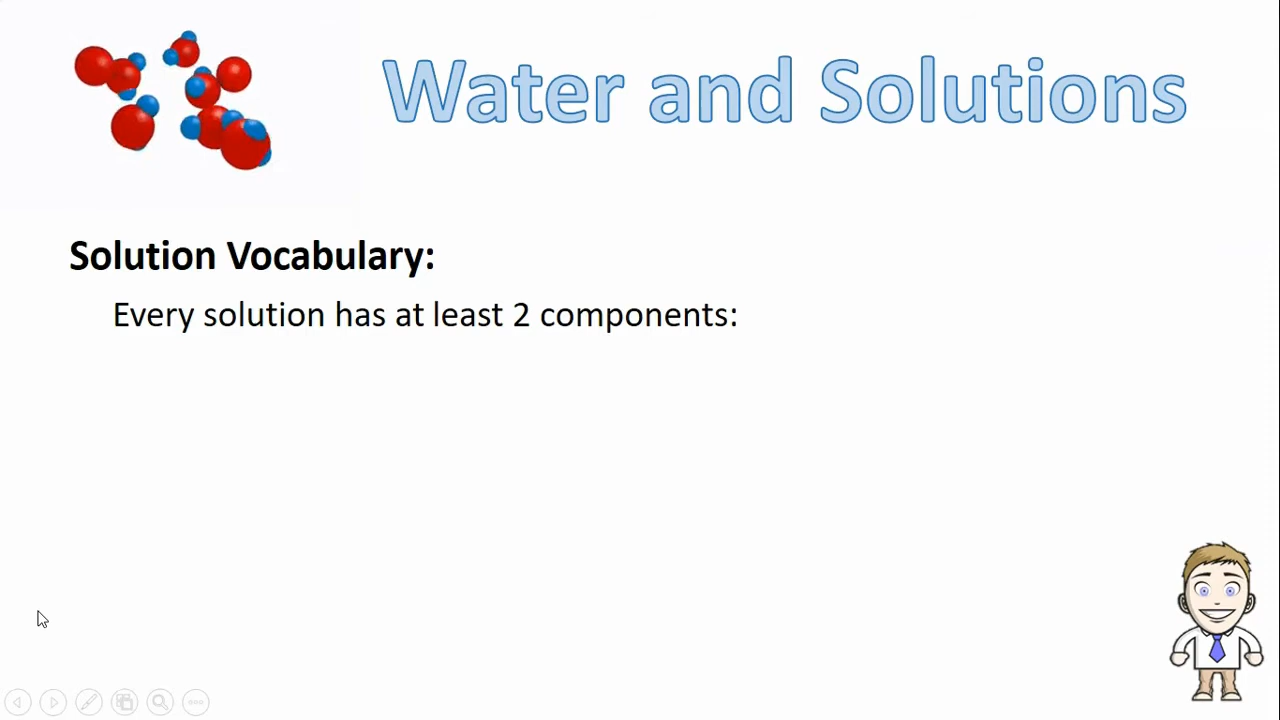 Water and Solutions
Solution Vocabulary:
Every solution has at least 2 components: